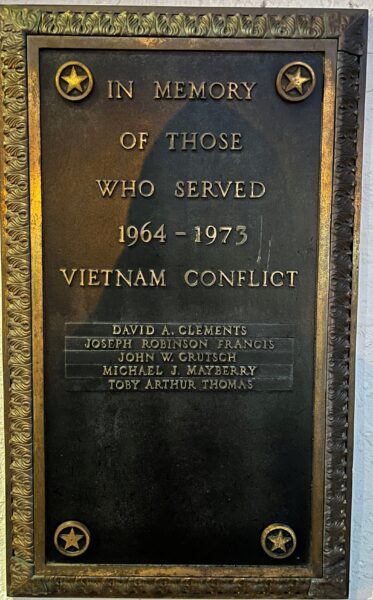 IN MEMORY
OF THOSE
WHO SERVED
1964 - 1973
VIETNAM CONFLICT
DAVID A. CLEMENTS
JOSEPH ROBINSON FRANCIS
JOHN W. GRUTSCH
MICHAEL J. MAYBERRY
TOBY ARTHUR THOMAS